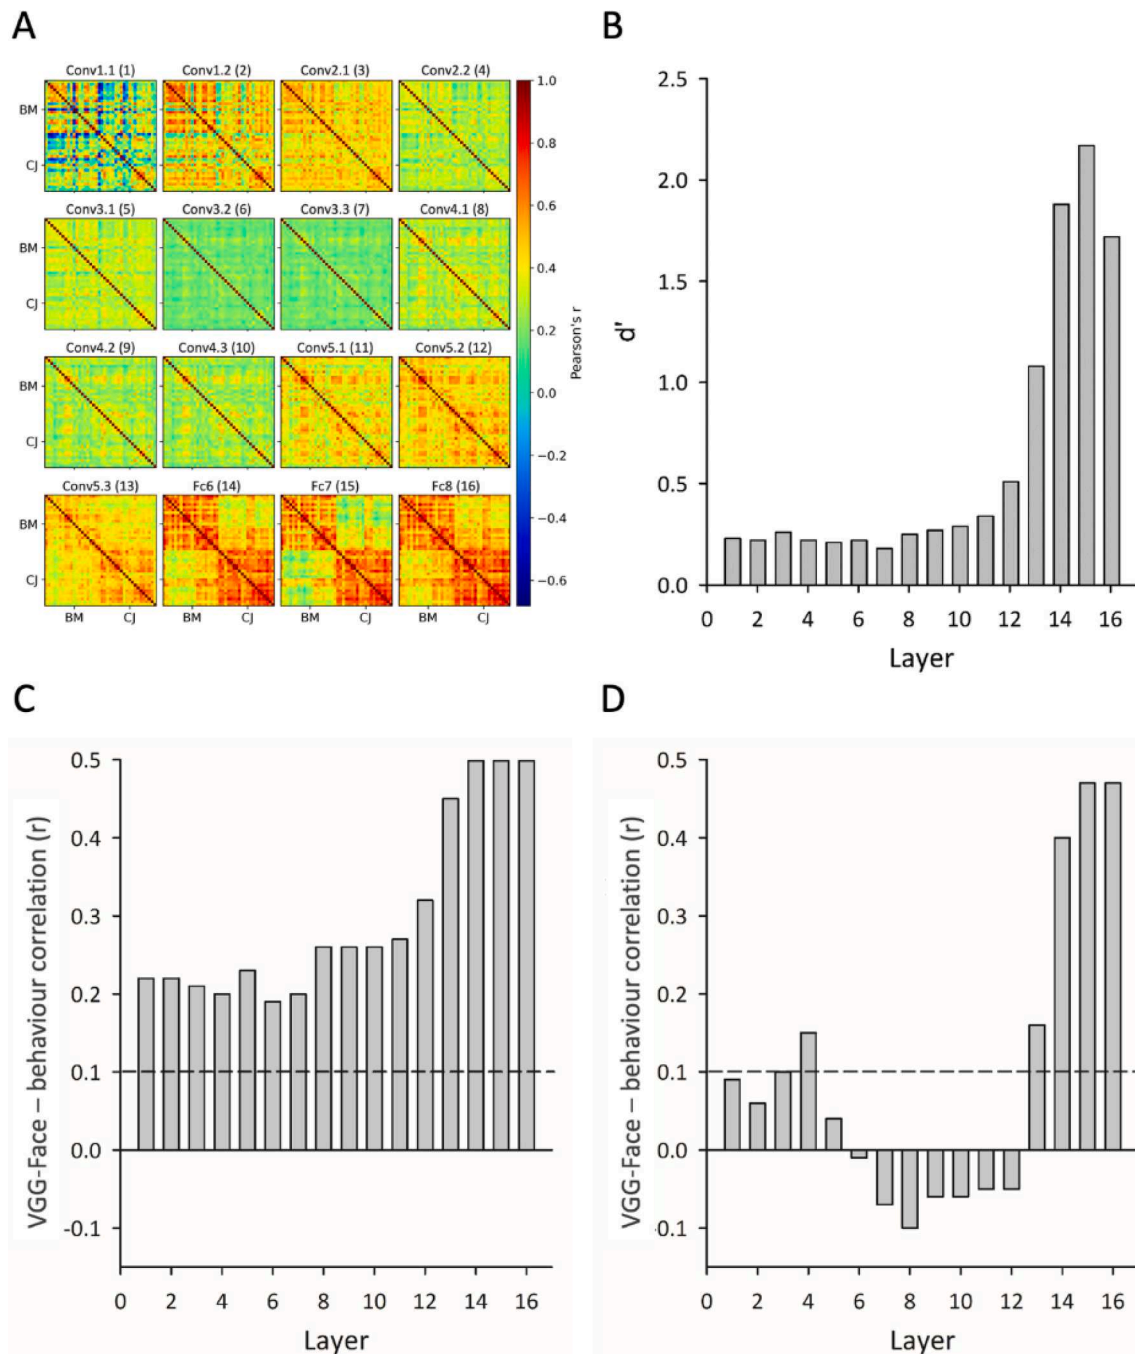 A
Conv1.1 (1) Conv1.2 (2) Conv2.1 (3) Conv2.2 (4)
BM
CJ
Conv3.1 (5) Conv3.2 (6) Conv3.3 (7) Conv4.1 (8)
BM
CJ
Conv4.2 (9) Conv4.3 (10) Conv5.1 (11) Conv5.2 (12)
BM
CJ
Conv5.3 (13) Fc6 (14) Fc7 (15) Fc8 (16)
BM
CJ
BM CJ BM CJ BM CJ BM CJ
1.0
0.8
0.6
0.4
0.2
0.0
−0.2
−0.4
−0.6
Pearson's r
B
2.5
2.0
1.5
1.0
0.5
0.0
d'
0 2 4 6 8 10 12 14 16
Layer
C
0.5
0.4
0.3
0.2
0.1
0.0
-0.1
VGG-Face – behaviour correlation (r)
0 2 4 6 8 10 12 14 16
Layer
D
0.5
0.4
0.3
0.2
0.1
0.0
-0.1
VGG-Face – behaviour correlation (r)
0 2 4 6 8 10 12 14 16
Layer